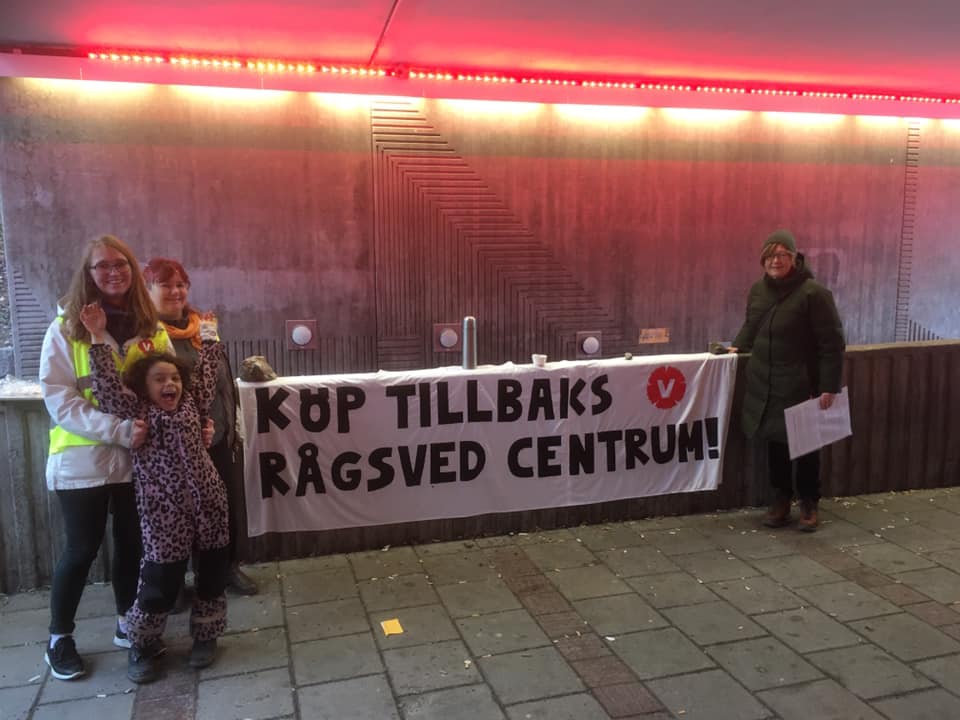 KÖP TILLBAKS
V
RÅGSVED CENTRUM!
V